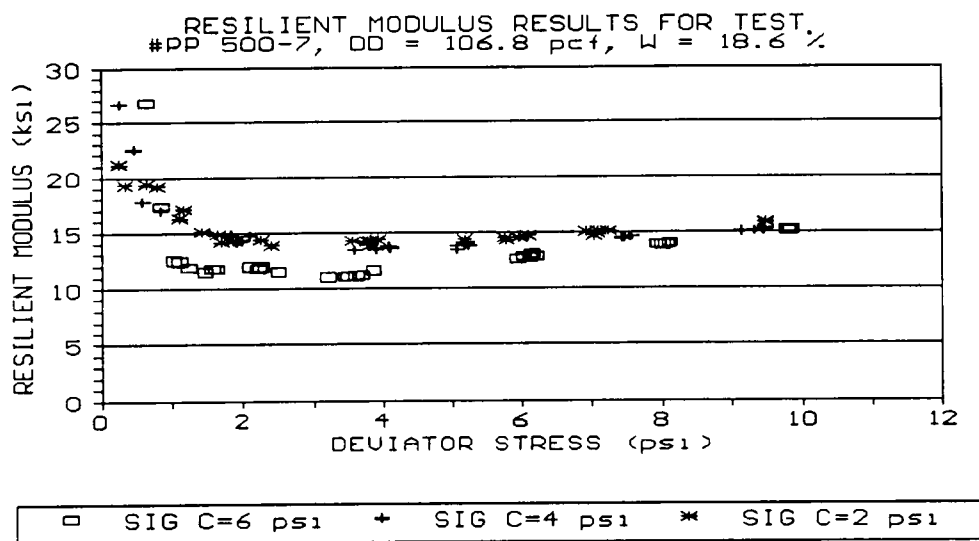 RESILIENT MODULUS RESULTS FOR TEST.
#PP 500-7, DD = 106.8 pcf, W = 18.6 %
RESILIENT MODULUS (ksi)
30
25
20
15
10
5
0
0 2 4 6 8 10 12
DEVIATOR STRESS (psi)
SIG C=6 psi SIG C=4 psi SIG C=2 psi